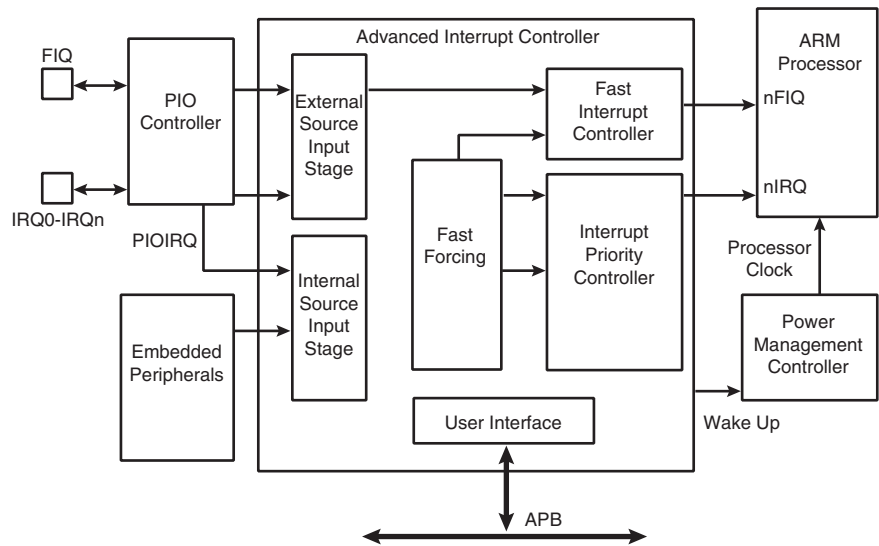 Advanced Interrupt Controller
FIQ
PIO
Controller
IRQ0-IRQn
PIOIRQ
Embedded
Peripherals
External
Source
Input
Stage
Internal
Source
Input
Stage
Fast
Forcing
Fast
Interrupt
Controller
Interrupt
Priority
Controller
User Interface
APB
ARM
Processor
nFIQ
nIRQ
Processor
Clock
Power
Management
Controller
Wake Up